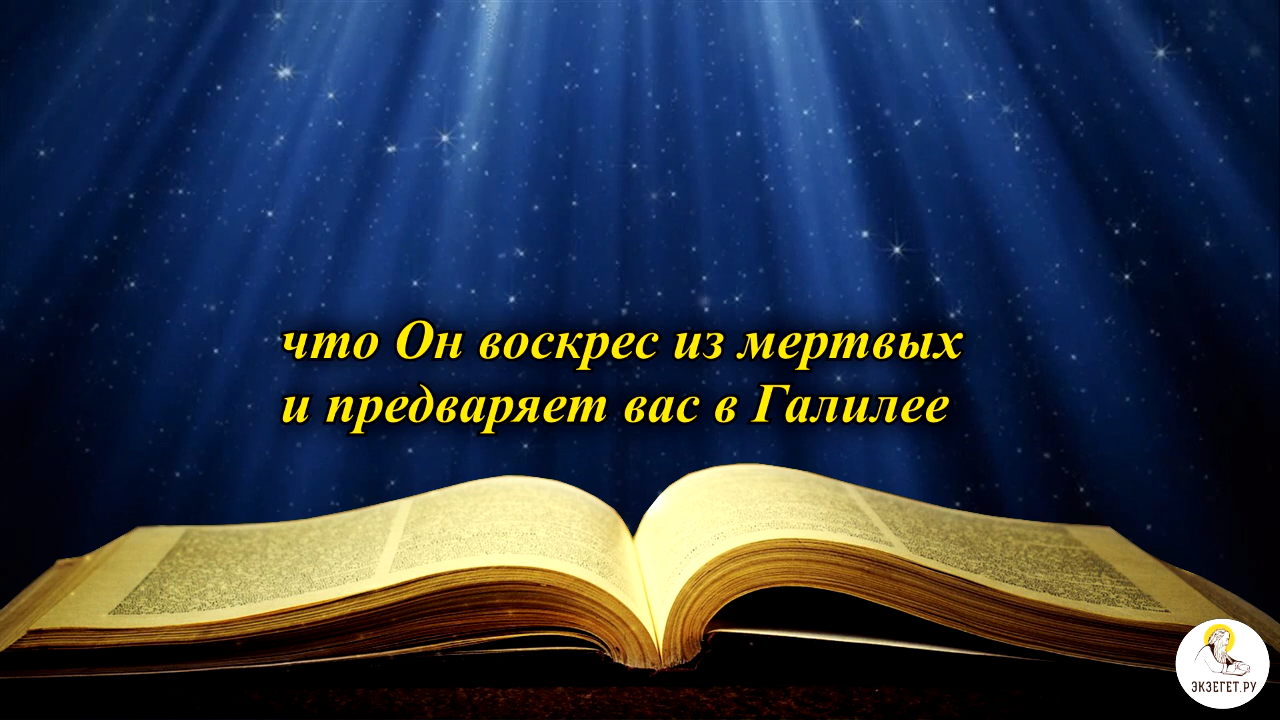 что Он воскрес из мертвых
и предваряет вас в Галилее
ЭКЗЕГЕТ.РУ